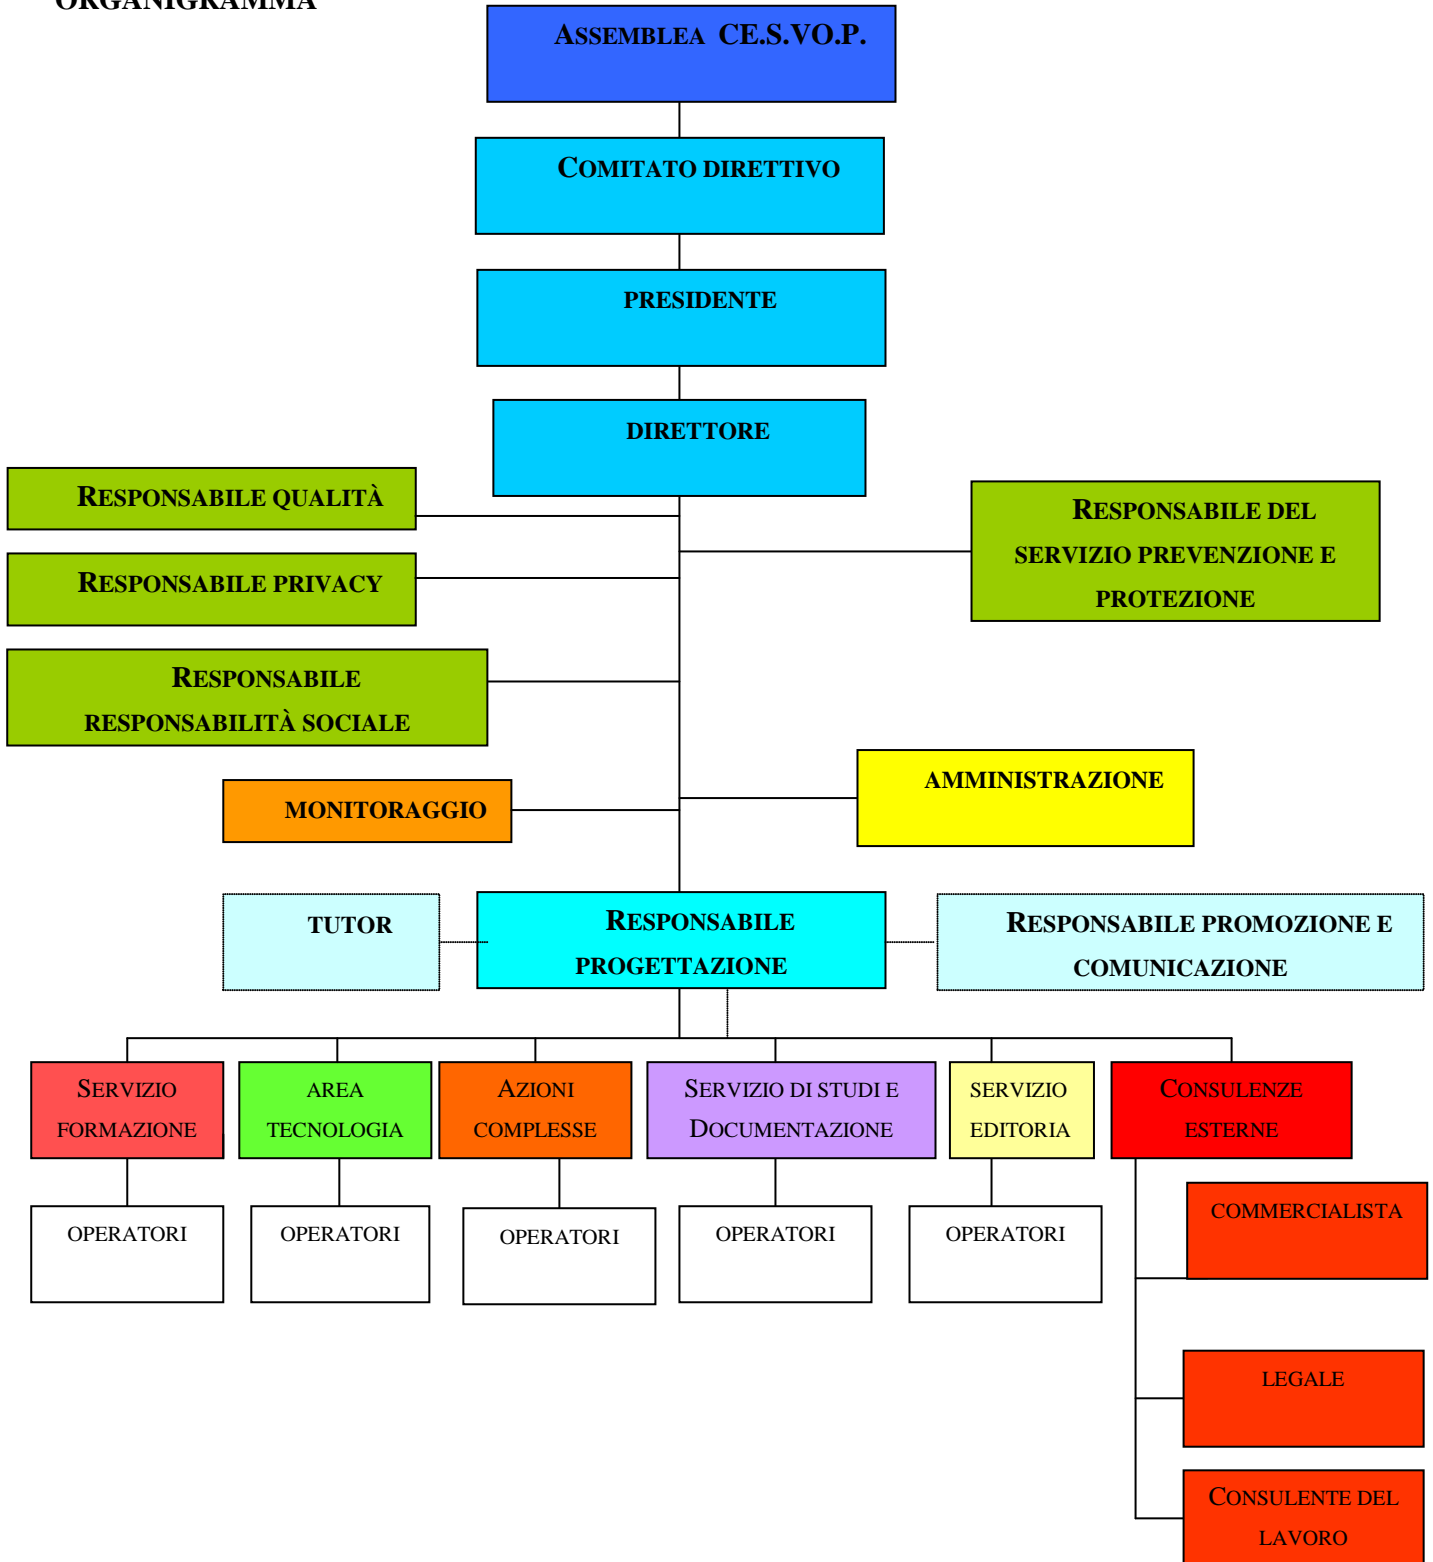 ORGANIGRAMMA
ASSEMBLEA CE.S.VO.P.
COMITATO DIRETTIVO
PRESIDENTE
DIRETTORE
RESPONSABILE QUALITÀ
RESPONSABILE DEL
SERVIZIO PREVENZIONE E
PROTEZIONE
RESPONSABILE PRIVACY
RESPONSABILE
RESPONSABILITÀ SOCIALE
AMMINISTRAZIONE
MONITORAGGIO
TUTOR
RESPONSABILE
PROGETTAZIONE
RESPONSABILE PROMOZIONE E
COMUNICAZIONE
SERVIZIO
FORMAZIONE
AREA
TECNOLOGIA
AZIONI
COMPLESSE
SERVIZIO DI STUDI E
DOCUMENTAZIONE
SERVIZIO
EDITORIA
CONSULENZE
ESTERNE
OPERATORI
OPERATORI
OPERATORI
OPERATORI
OPERATORI
COMMERCIALISTA
LEGALE
CONSULENTE DEL
LAVORO